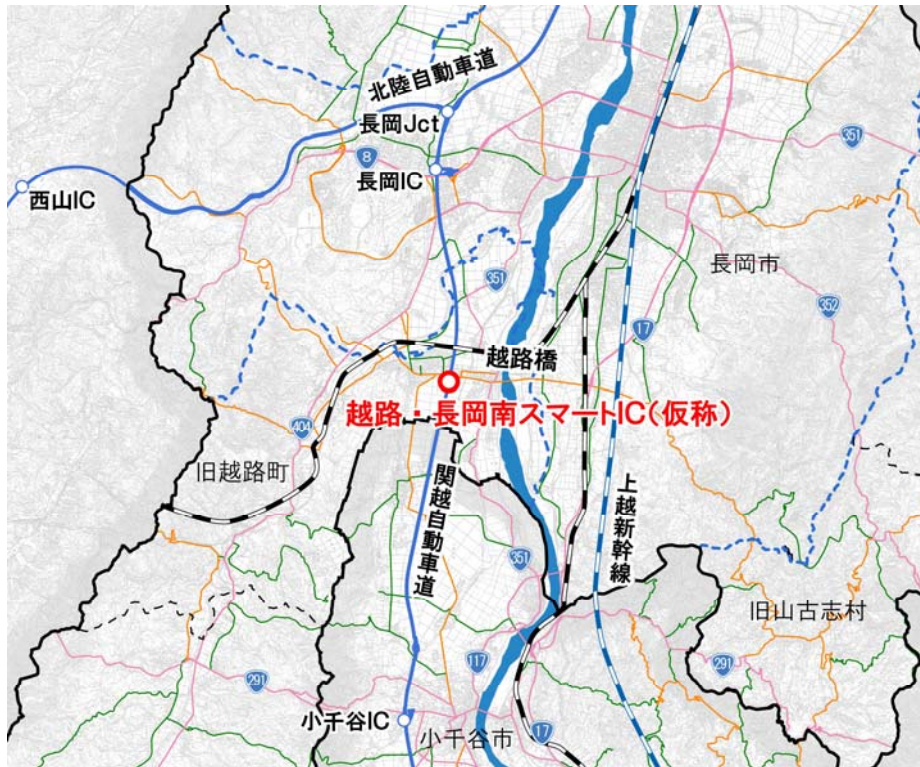 北陸自動車道
長岡Jct
351
8
長岡IC
西山IC
長岡市
351
352
17
越路橋
越路・長岡南スマートIC(仮称)
404
旧越路町
関越自動車道
上越新幹線
351
旧山古志村
117
291
291
小千谷IC
小千谷市
17